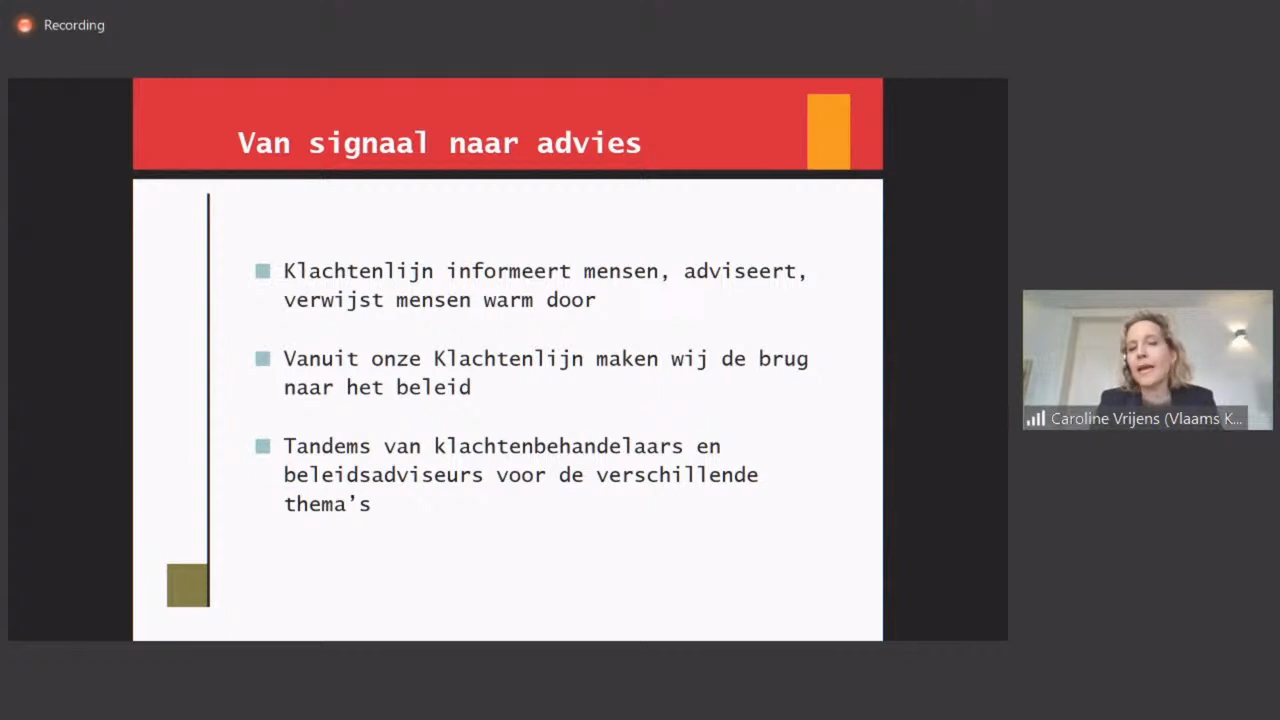 Recording
Van signaal naar advies
Klachtenlijn informeert mensen, adviseert,
verwijst mensen warm door
Vanuit onze Klachtenlijn maken wij de brug
naar het beleid
Tandems van klachtenbehandelaars en
beleidsadviseurs voor de verschillende
thema's
Caroline Vrijens (Vlaams K...